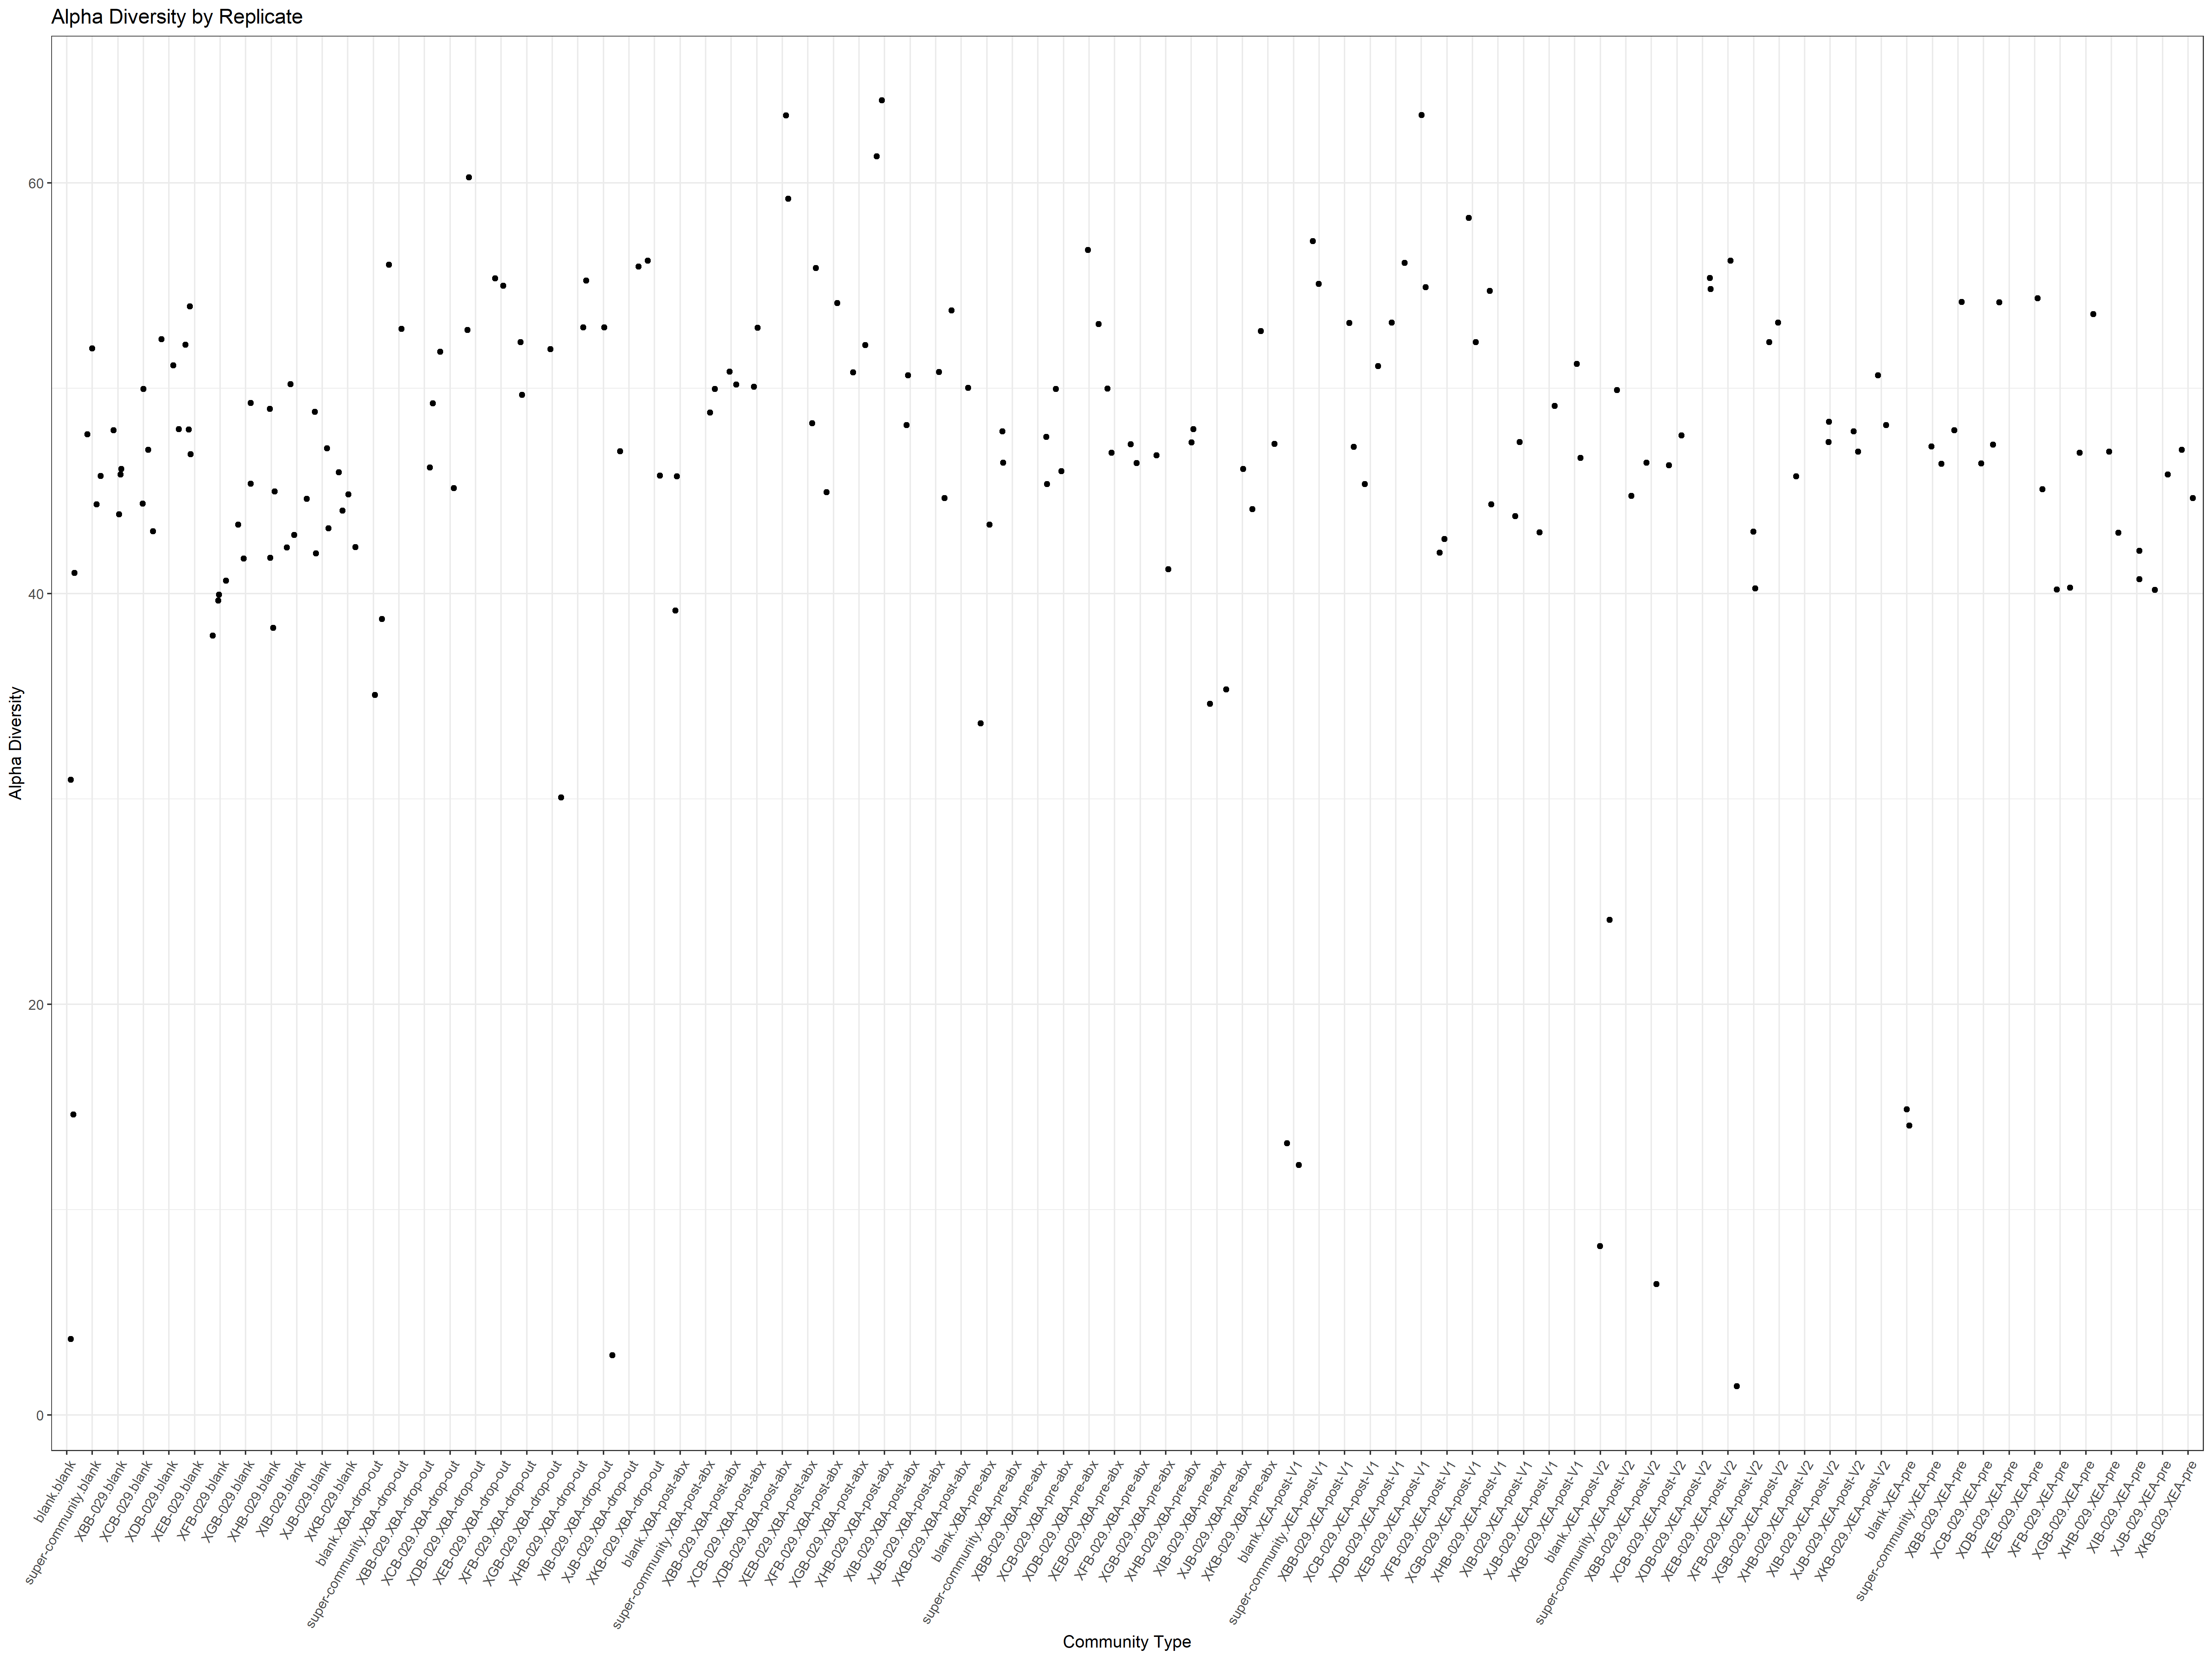 Alpha Diversity by Replicate
Alpha Diversity
60
40
20
0
blank.blank
super-community.blank
XBB-029.blank
XCB-029.blank
XDB-029.blank
XEB-029.blank
XFB-029.blank
XGB-029.blank
XHB-029.blank
XIB-029.blank
XJB-029.blank
XKB-029.blank
blank.XBA-drop-out
super-community.XBA-drop-out
XBB-029.XBA-drop-out
XCB-029.XBA-drop-out
XDB-029.XBA-drop-out
XEB-029.XBA-drop-out
XFB-029.XBA-drop-out
XGB-029.XBA-drop-out
XHB-029.XBA-drop-out
XIB-029.XBA-drop-out
XJB-029.XBA-drop-out
XKB-029.XBA-drop-out
blank.XBA-post-abx
super-community.XBA-post-abx
XBB-029.XBA-post-abx
XCB-029.XBA-post-abx
XDB-029.XBA-post-abx
XEB-029.XBA-post-abx
XFB-029.XBA-post-abx
XGB-029.XBA-post-abx
XHB-029.XBA-post-abx
XIB-029.XBA-post-abx
XJB-029.XBA-post-abx
XKB-029.XBA-post-abx
blank.XBA-pre-abx
super-community.XBA-pre-abx
XBB-029.XBA-pre-abx
XCB-029.XBA-pre-abx
XDB-029.XBA-pre-abx
XEB-029.XBA-pre-abx
XFB-029.XBA-pre-abx
XGB-029.XBA-pre-abx
XHB-029.XBA-pre-abx
XIB-029.XBA-pre-abx
XJB-029.XBA-pre-abx
XKB-029.XBA-pre-abx
blank.XEA-post-V1
super-community.XEA-post-V1
XBB-029.XEA-post-V1
XCB-029.XEA-post-V1
XDB-029.XEA-post-V1
XEB-029.XEA-post-V1
XFB-029.XEA-post-V1
XGB-029.XEA-post-V1
XHB-029.XEA-post-V1
XIB-029.XEA-post-V1
XJB-029.XEA-post-V1
XKB-029.XEA-post-V1
blank.XEA-post-V2
super-community.XEA-post-V2
XBB-029.XEA-post-V2
XCB-029.XEA-post-V2
XDB-029.XEA-post-V2
XEB-029.XEA-post-V2
XFB-029.XEA-post-V2
XGB-029.XEA-post-V2
XHB-029.XEA-post-V2
XIB-029.XEA-post-V2
XJB-029.XEA-post-V2
XKB-029.XEA-post-V2
blank.XEA-pre
super-community.XEA-pre
XBB-029.XEA-pre
XCB-029.XEA-pre
XDB-029.XEA-pre
XEB-029.XEA-pre
XFB-029.XEA-pre
XGB-029.XEA-pre
XHB-029.XEA-pre
XIB-029.XEA-pre
XJB-029.XEA-pre
XKB-029.XEA-pre
Community Type